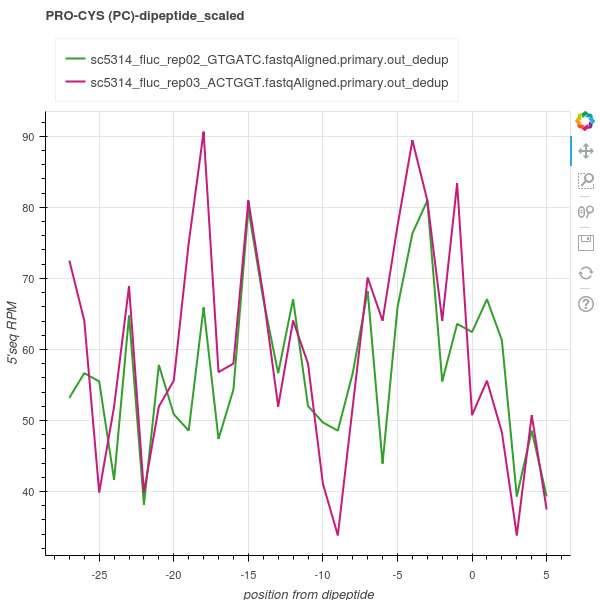 PRO-CYS (PC)-dipeptide_scaled
sc5314_fluc_rep02_GTGATC.fastqAligned.primary.out_dedup
sc5314_fluc_rep03_ACTGGT.fastqAligned.primary.out_dedup
90
80
70
60
50
40
5'seq RPM
-25 -20 -15 -10 -5 0 5
position from dipeptide